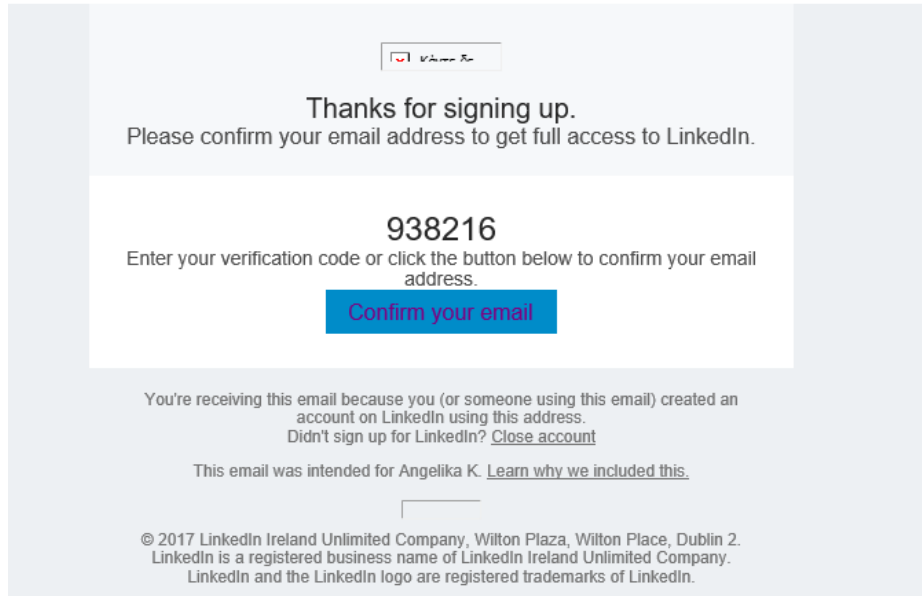 Thanks for signing up.
Please confirm your email address to get full access to LinkedIn.
938216
Enter your verification code or click the button below to confirm your email
address.
Confirm your email
You're receiving this email because you (or someone using this email) created an
account on LinkedIn using this address.
Didn't sign up for LinkedIn? Close account
This email was intended for Angelika K. Learn why we included this.
© 2017 LinkedIn Ireland Unlimited Company, Wilton Plaza, Wilton Place, Dublin 2.
LinkedIn is a registered business name of LinkedIn Ireland Unlimited Company.
LinkedIn and the LinkedIn logo are registered trademarks of LinkedIn.